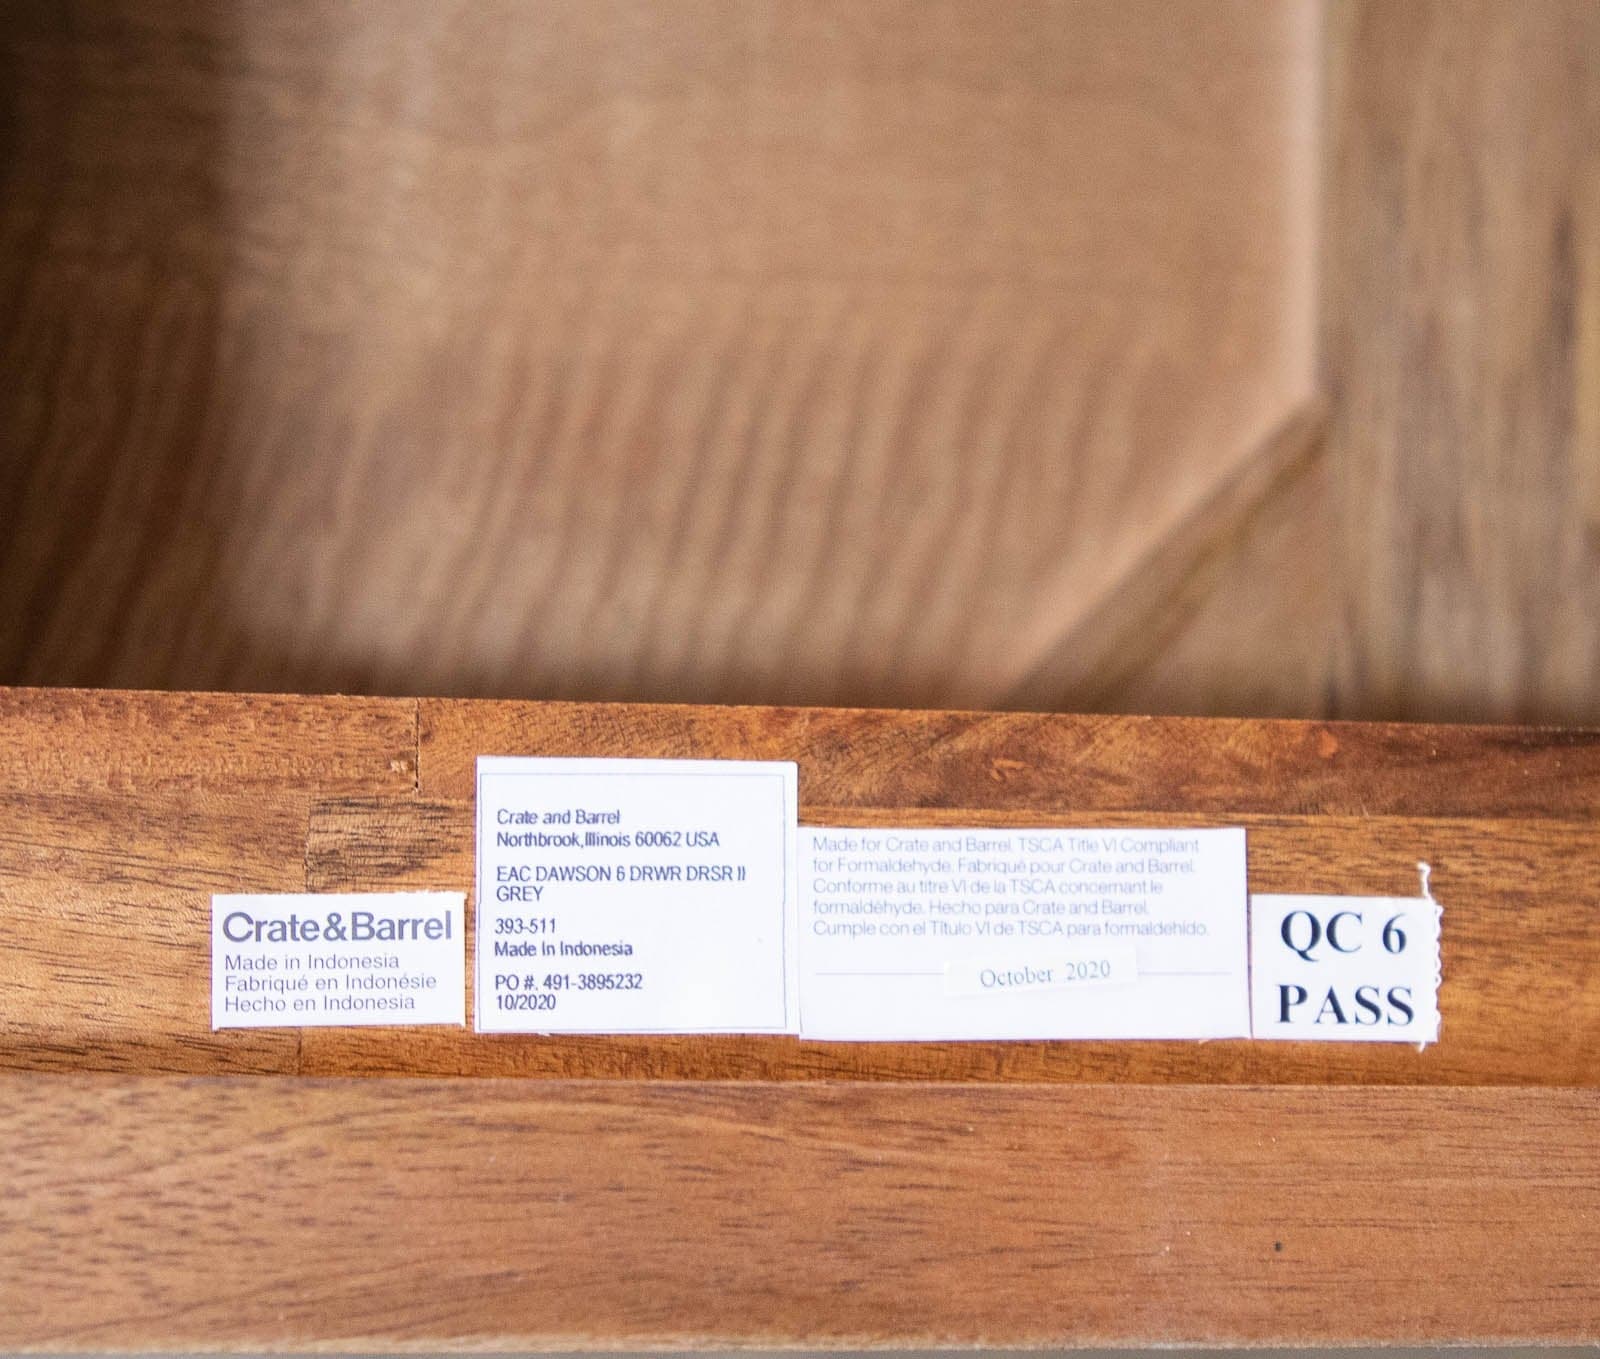 Crate&Barrel
Made in Indonesia
Fabriqué en Indonésie
Hecho en Indonesia
Crate and Barrel
Northbrook,Illinois 60062 USA
EAC DAWSON 6 DRWR DRSR II
GREY
393-511
Made In Indonesia
PO #. 491-3895232
10/2020
Made for Crate and Barrel. TSCA Title VI Compliant
for Formaldehyde. Fabriqué pour Crate and Barrel.
Conforme au titre VI de la TSCA concernant le
formaldéhyde. Hecho para Crate and Barrel.
Cumple con el Título VI de TSCA para formaldehído.
October 2020
QC 6
PASS